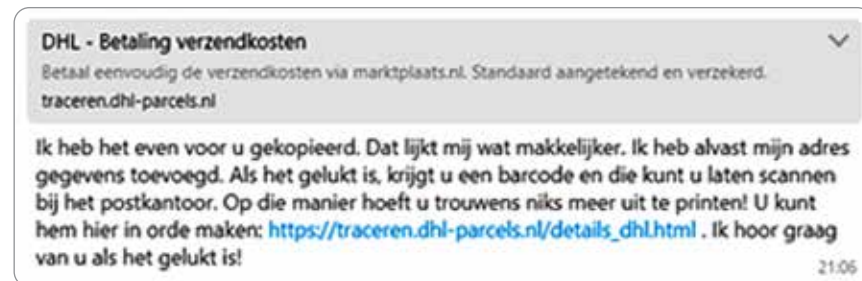 DHL - Betaling verzendkosten
Betaal eenvoudig de verzendkosten via marktplaats.nl. Standaard aangetekend en verzekerd.
traceren.dhl-parcels.nl
Ik heb het even voor u gekopieerd. Dat lijkt mij wat makkelijker. Ik heb alvast mijn adres
gegevens toevoegd. Als het gelukt is, krijgt u een barcode en die kunt u laten scannen
bij het postkantoor. Op die manier hoeft u trouwens niks meer uit te printen! U kunt
hem hier in orde maken: https://traceren.dhl-parcels.nl/details_dhl.html . Ik hoor graag
van u als het gelukt is!
21:06